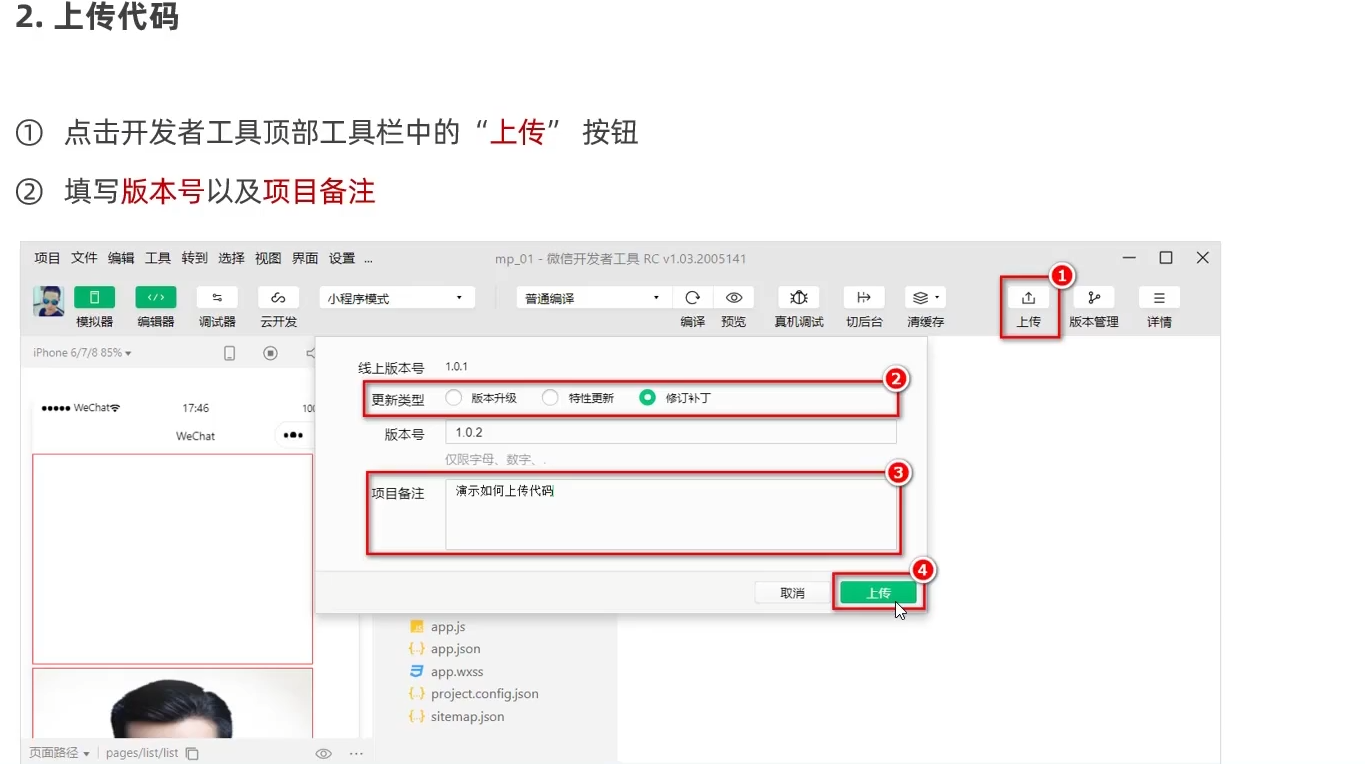 2. 上传代码
① 点击开发者工具顶部工具栏中的“上传” 按钮
② 填写版本号以及项目备注
项目 文件 编辑 工具 转到 选择 视图 界面 设置 ...
mp_01 - 微信开发者工具 RC v1.03.2005141
1
小程序模式
普通编译
模拟器 编辑器 调试器 云开发 编译 预览 真机调试 切后台 清缓存 上传 版本管理 详情
iPhone 6/7/8 85%
线上版本号 1.0.1
2
更新类型 版本升级 特性更新 修订补丁
WeChat 17:46 100
WeChat
版本号 1.0.2
仅限字母、数字、.
3
项目备注 演示如何上传代码
4
取消 上传
app.js
app.json
app.wxss
project.config.json
sitemap.json
页面路径 pages/list/list